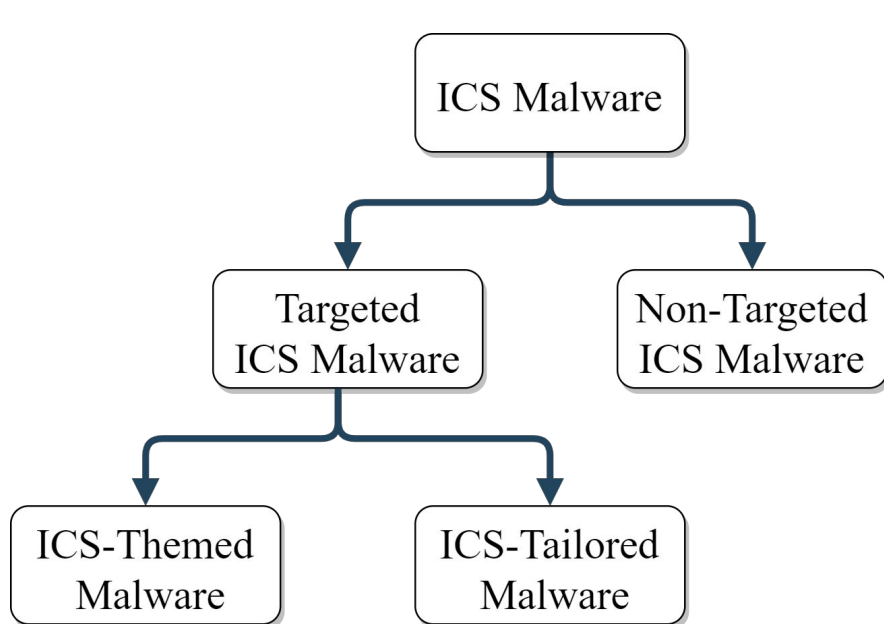 ICS Malware
Targeted
ICS Malware
Non-Targeted
ICS Malware
ICS-Themed
Malware
ICS-Tailored
Malware